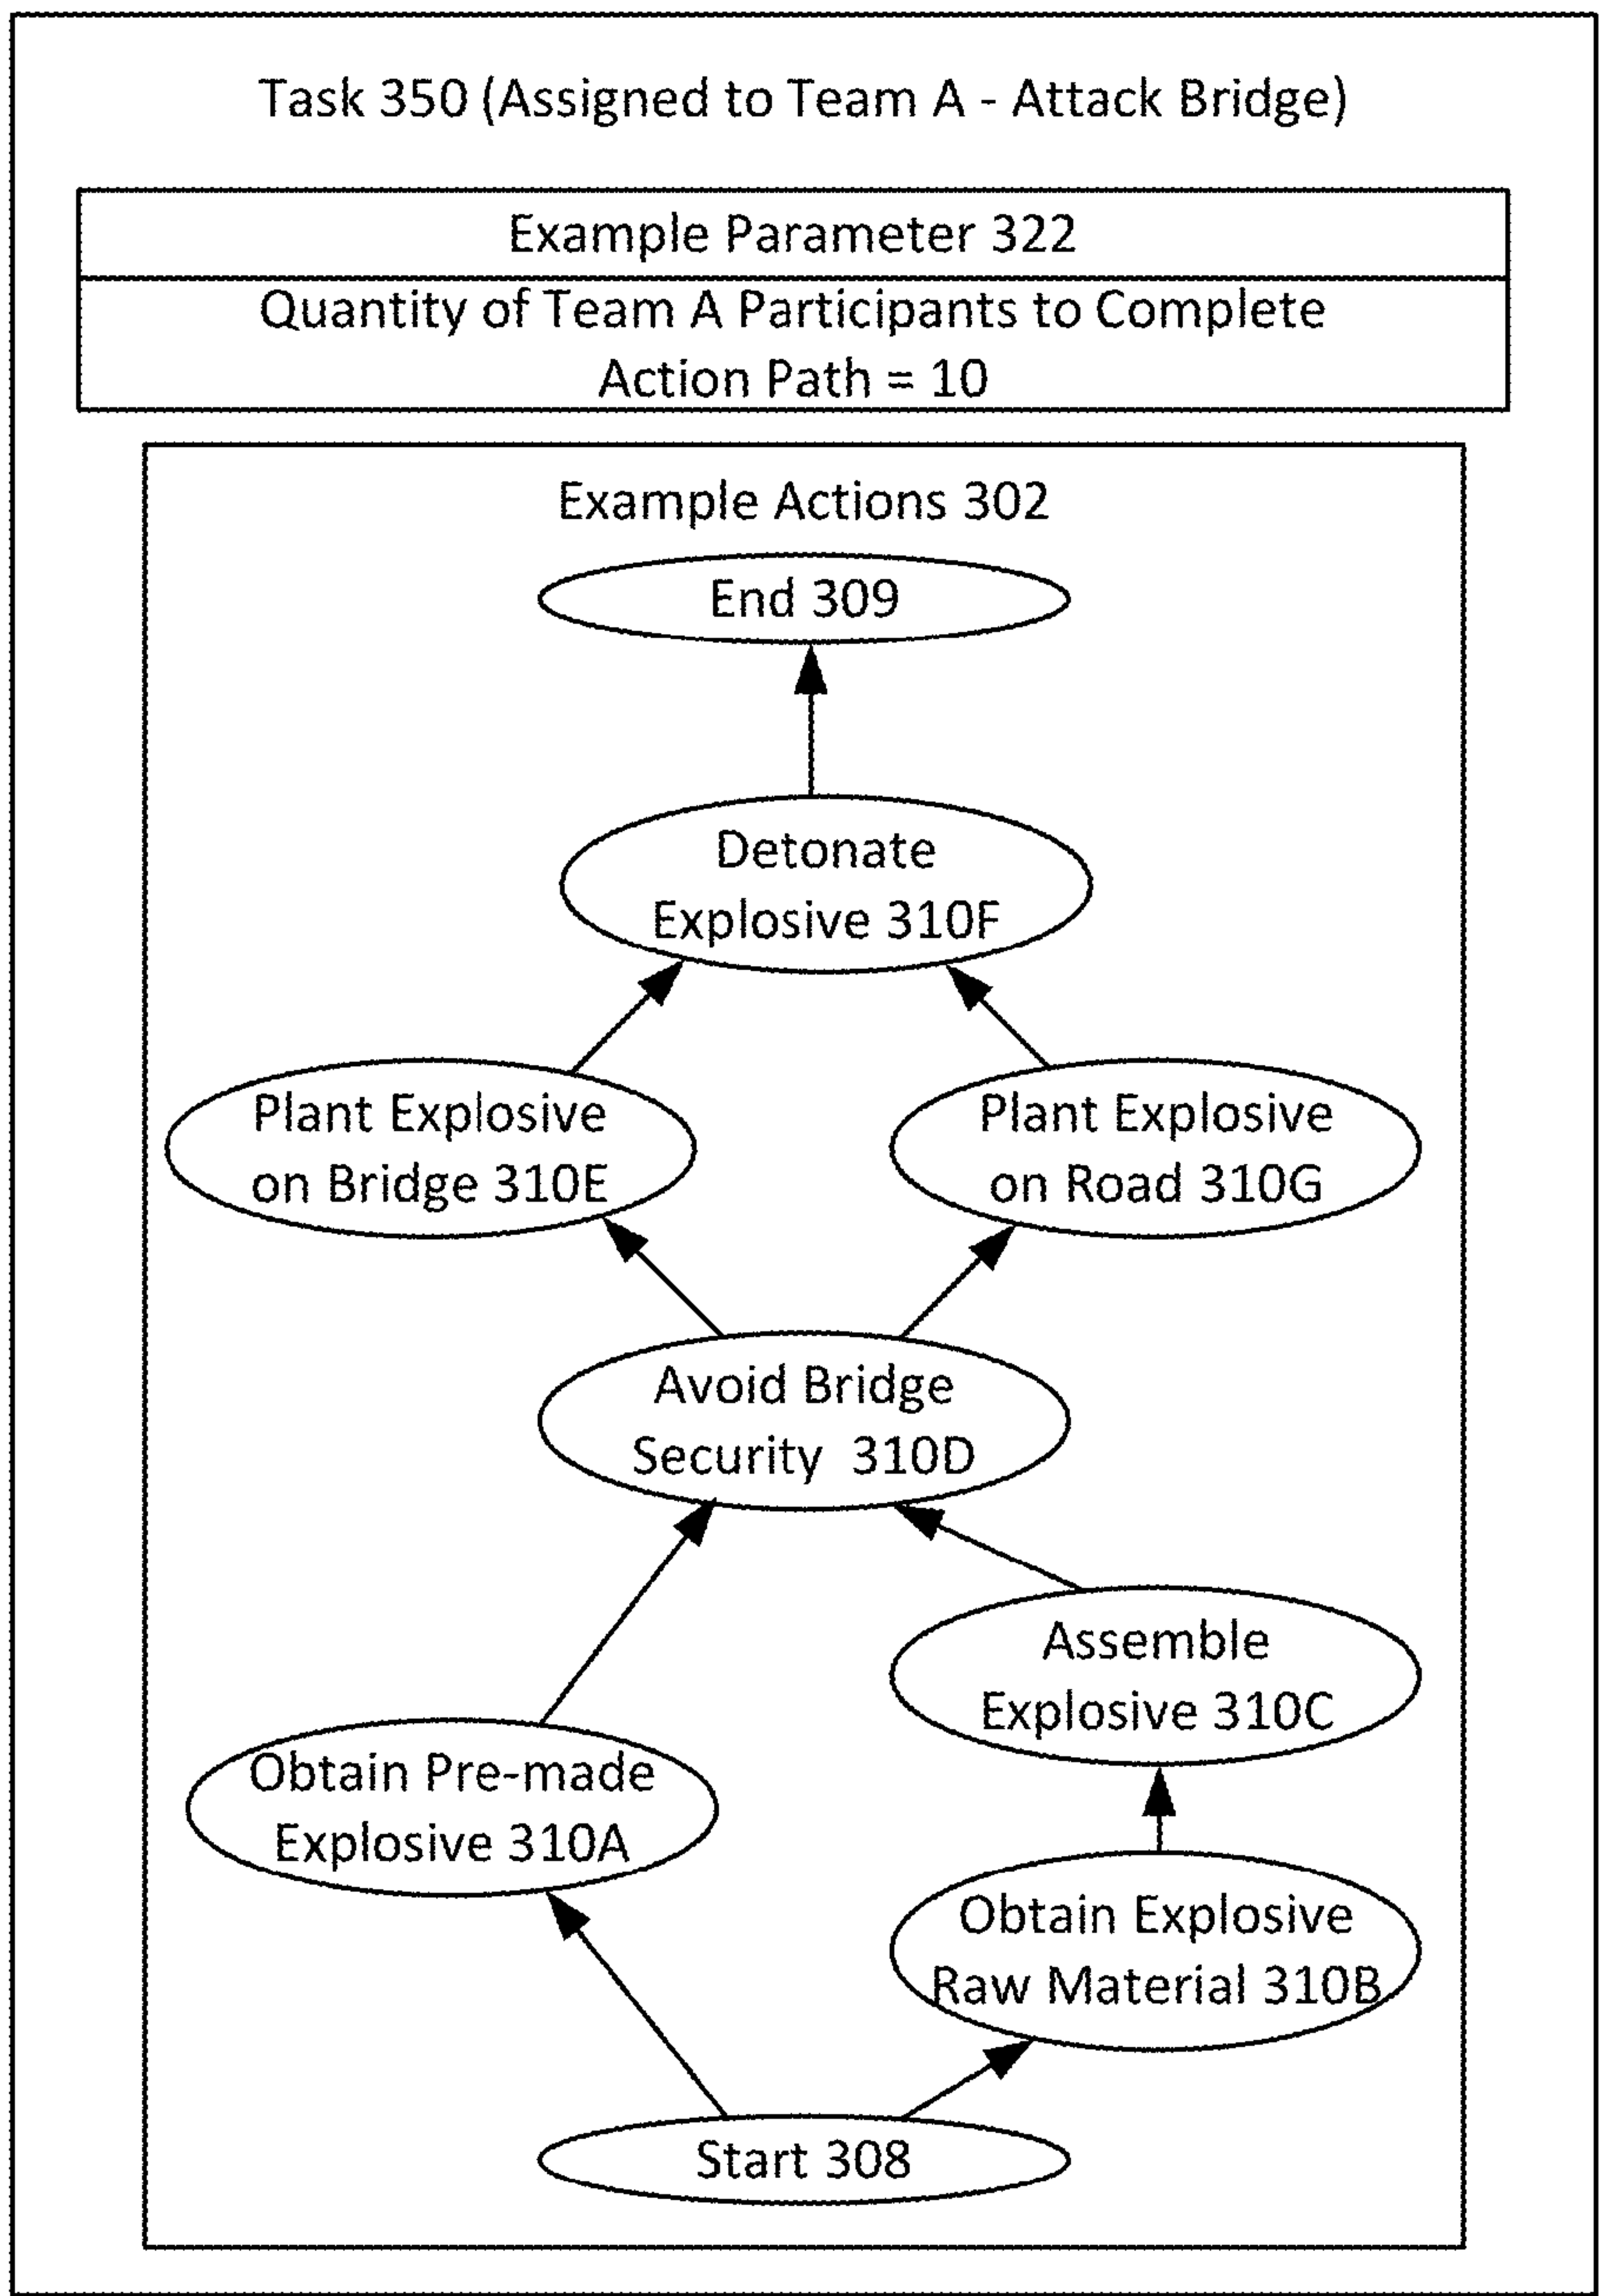 Task 350 (Assigned to Team A - Attack Bridge)
Example Parameter 322
Quantity of Team A Participants to Complete
Action Path = 10
Example Actions 302
End 309
Detonate
Explosive 310F
Plant Explosive
on Bridge 310E
Plant Explosive
on Road 310G
Avoid Bridge
Security 310D
Assemble
Explosive 310C
Obtain Pre-made
Explosive 310A
Obtain Explosive
Raw Material 310B
Start 308